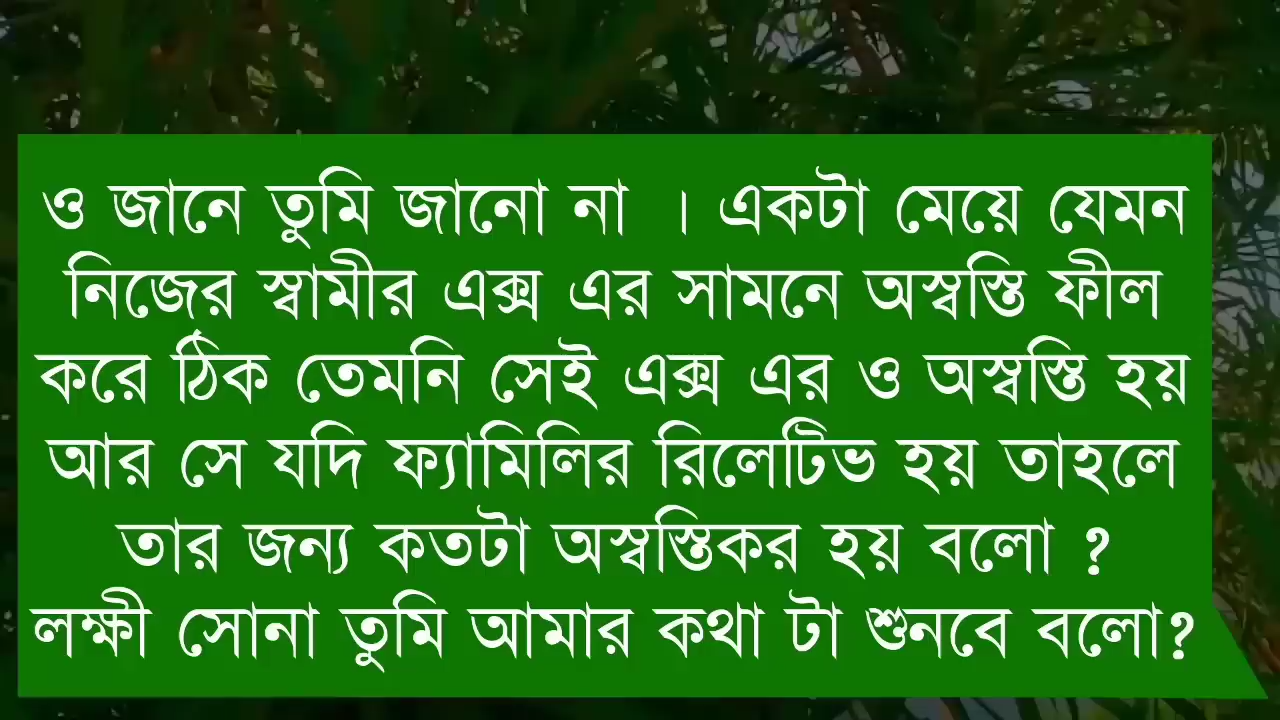 ও জানে তুমি জানো না । একটা মেয়ে যেমন
নিজের স্বামীর এক্স এর সামনে অস্বস্তি ফীল
করে ঠিক তেমনি সেই এক্স এর ও অস্বস্তি হয়
আর সে যদি ফ্যামিলির রিলেটিভ হয় তাহলে
তার জন্য কতটা অস্বস্তিকর হয় বলো ?
লক্ষী সোনা তুমি আমার কথা টা শুনবে বলো?